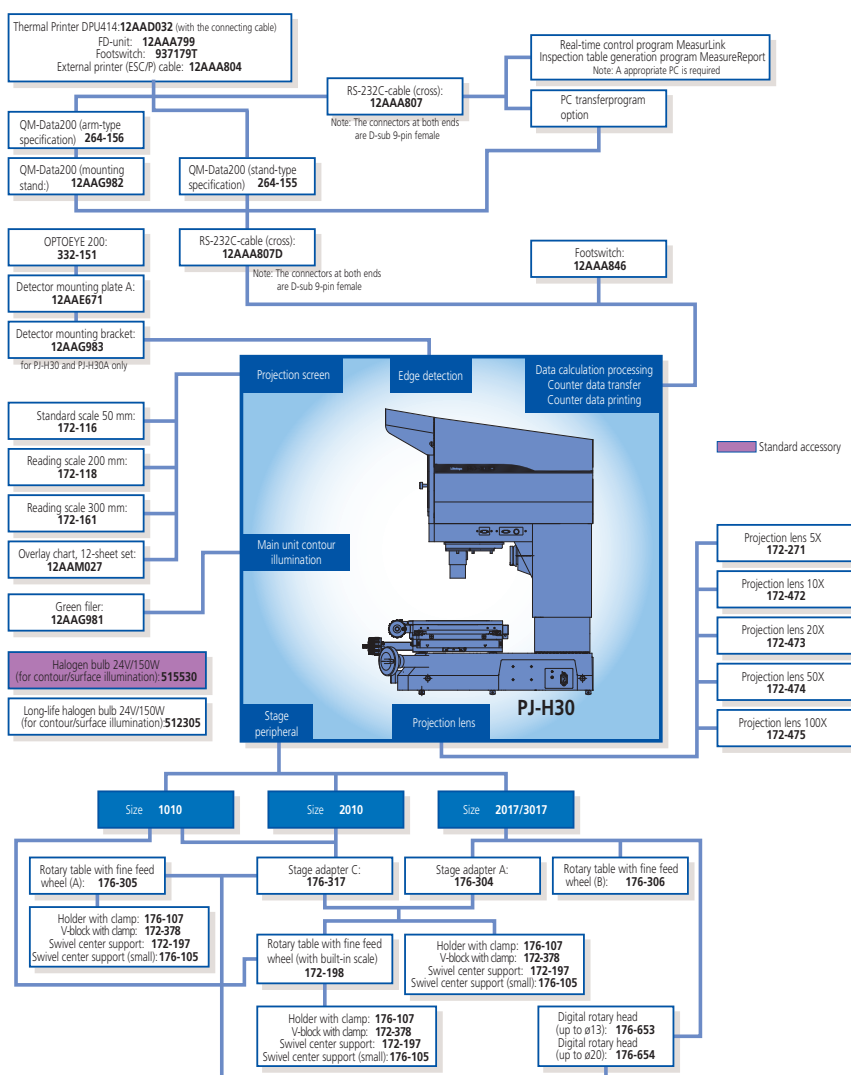 Thermal Printer DPU414:12AAD032 (with the connecting cable)
FD-unit: 12AAA799
Footswitch: 937179T
External printer (ESC/P) cable: 12AAA804
Real-time control program MeasurLink
Inspection table generation program MeasureReport
Note: A appropriate PC is required
RS-232C-cable (cross):
12AAA807
Note: The connectors at both ends
are D-sub 9-pin female
PC transferprogram
option
QM-Data200 (arm-type
specification) 264-156
QM-Data200 (mounting
stand:) 12AAG982
QM-Data200 (stand-type
specification) 264-155
OPTOEYE 200:
332-151
RS-232C-cable (cross):
12AAA807D
Note: The connectors at both ends
are D-sub 9-pin female
Footswitch:
12AAA846
Detector mounting plate A:
12AAE671
Detector mounting bracket:
12AAG983
for PJ-H30 and PJ-H30A only
Projection screen
Edge detection
Data calculation processing
Counter data transfer
Counter data printing
Standard scale 50 mm:
172-116
Reading scale 200 mm:
172-118
Reading scale 300 mm:
172-161
Overlay chart, 12-sheet set:
12AAM027
Green filer:
12AAG981
Halogen bulb 24V/150W
(for contour/surface illumination):515530
Long-life halogen bulb 24V/150W
(for contour/surface illumination):512305
Main unit contour
illumination
Standard accessory
Projection lens 5X
172-271
Projection lens 10X
172-472
Projection lens 20X
172-473
Projection lens 50X
172-474
Projection lens 100X
172-475
PJ-H30
Stage
peripheral
Projection lens
Size 1010
Size 2010
Size 2017/3017
Rotary table with fine feed
wheel (A): 176-305
Stage adapter C:
176-317
Stage adapter A:
176-304
Rotary table with fine feed
wheel (B): 176-306
Holder with clamp: 176-107
V-block with clamp: 172-378
Swivel center support: 172-197
Swivel center support (small):176-105
Rotary table with fine feed
wheel (with built-in scale)
172-198
Holder with clamp: 176-107
V-block with clamp: 172-378
Swivel center support: 172-197
Swivel center support (small):176-105
Holder with clamp: 176-107
V-block with clamp: 172-378
Swivel center support: 172-197
Swivel center support (small):176-105
Digital rotary head
(up to ø13): 176-653
Digital rotary head
(up to ø20): 176-654